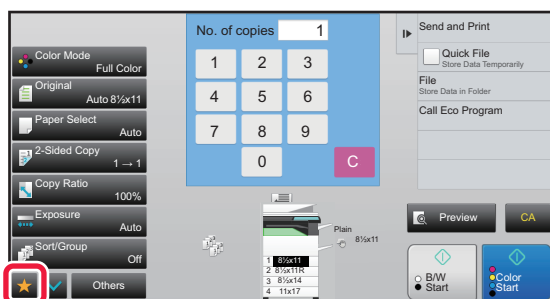 Color Mode
Full Color
Original
Auto 8½x11
Paper Select
Auto
2-Sided Copy
1 → 1
Copy Ratio
100%
Exposure
Auto
Sort/Group
Off
Others
No. of copies 1
1 2 3
4 5 6
7 8 9
0 C
Plain
8½x11
1 8½x11
2 8½x11R
3 8½x14
4 11x17
Send and Print
Quick File
Store Data Temporarily
File
Store Data in Folder
Call Eco Program
Preview CA
B/W
Start
Color
Start